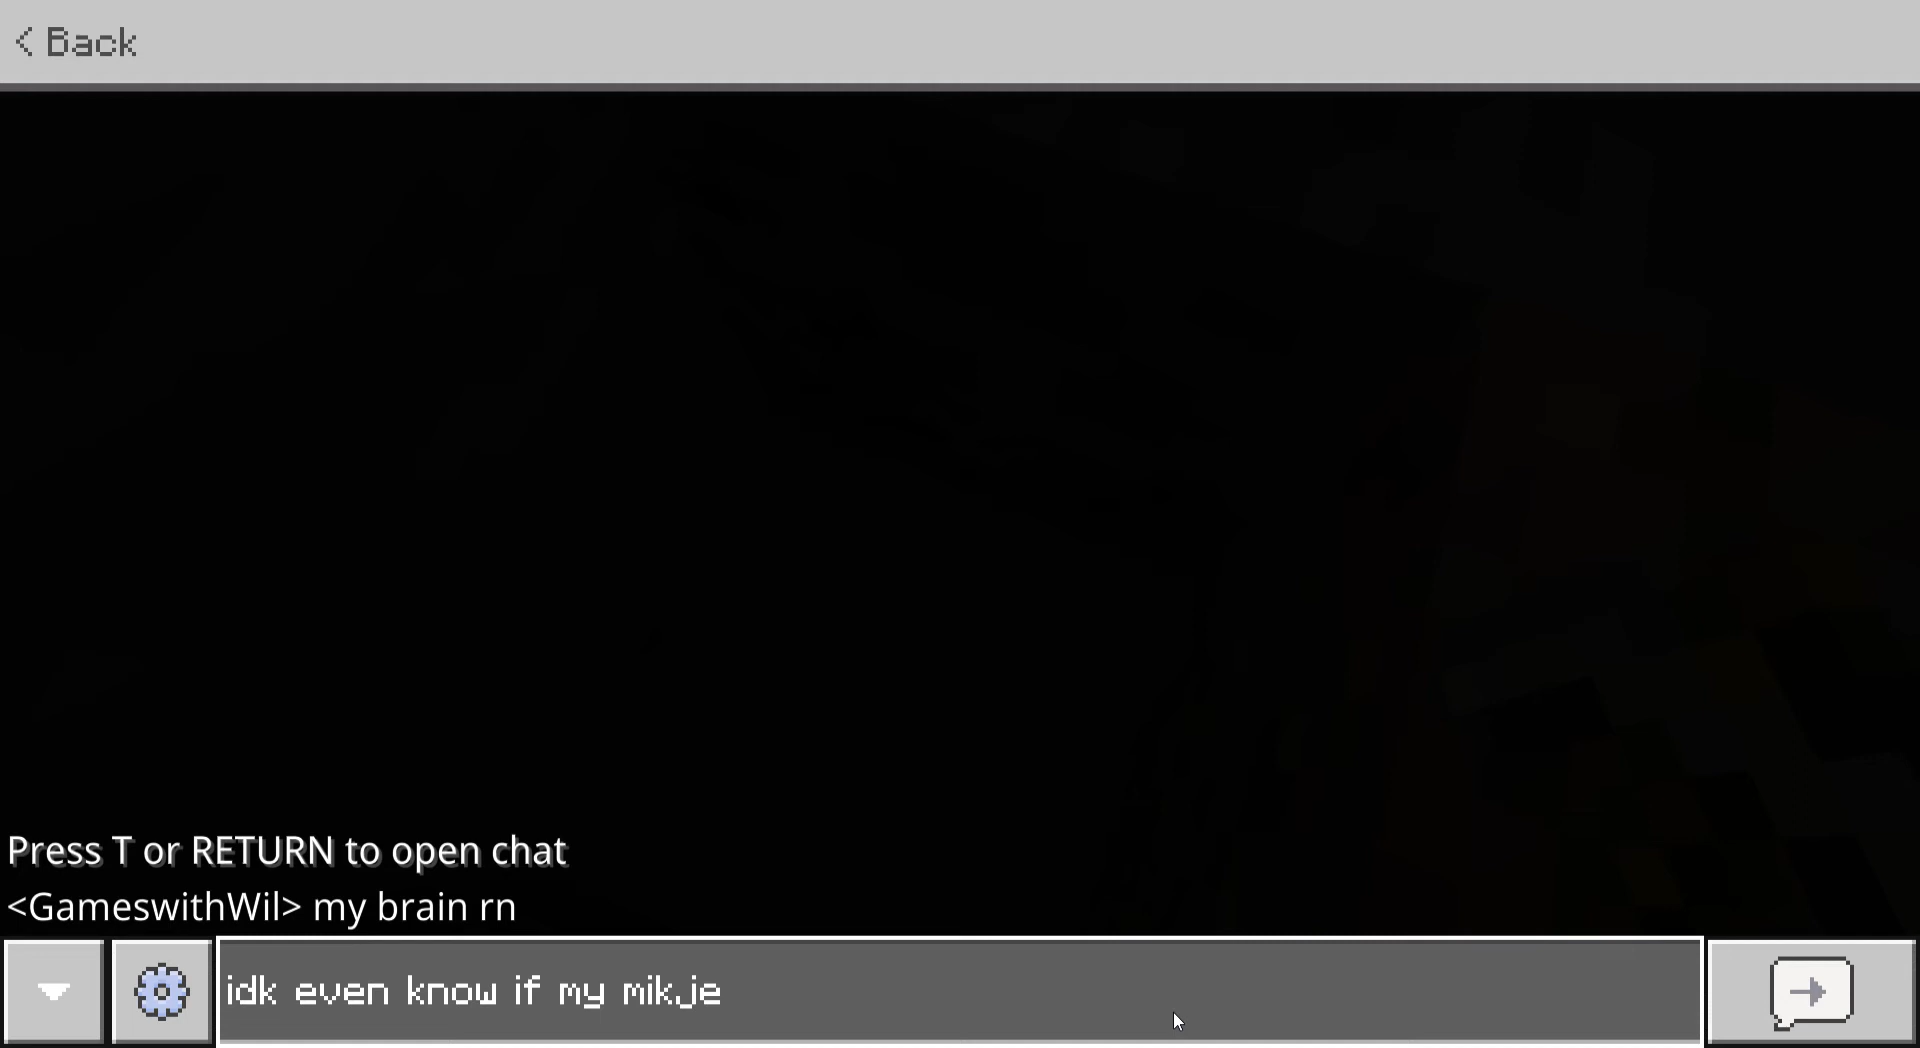 < Back
Press T or RETURN to open chat
<GameswithWil> my brain rn
idk even know if my mikje